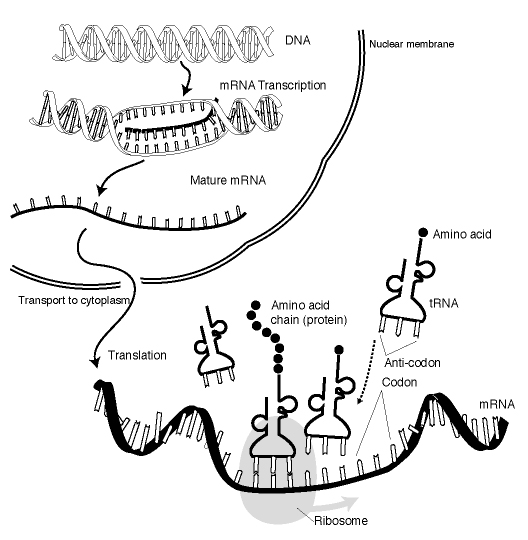 DNA
Nuclear membrane
mRNA Transcription
Mature mRNA
Amino acid
tRNA
Transport to cytoplasm
Amino acid
chain (protein)
Translation
Anti-codon
Codon
mRNA
Ribosome